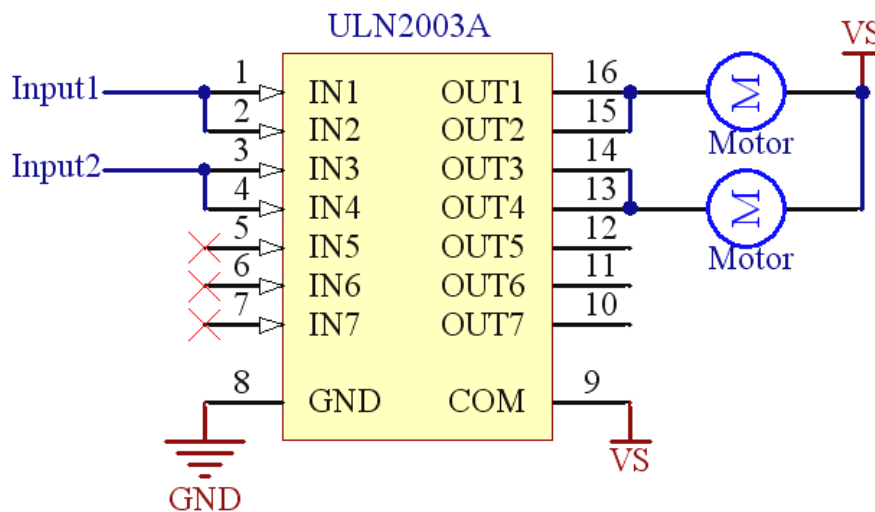 ULN2003A
VS
Input1 1 IN1 OUT1 16 M
2 IN2 OUT2 15 Motor
Input2 3 IN3 OUT3 14
4 IN4 OUT4 13 M
5 IN5 OUT5 12 Motor
6 IN6 OUT6 11
7 IN7 OUT7 10
8 GND COM 9
GND VS